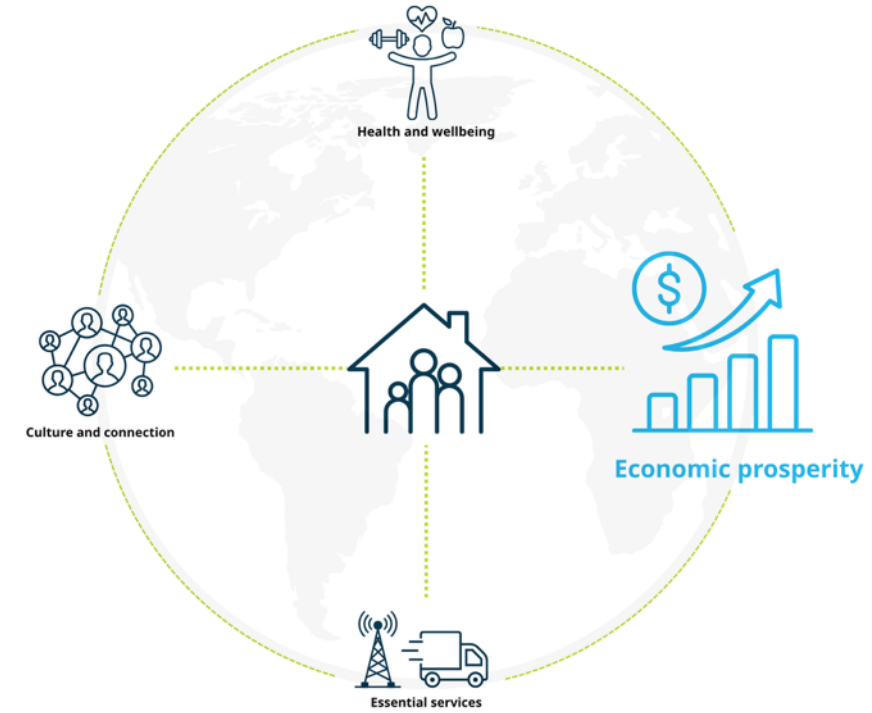 Health and wellbeing
$
Culture and connection
Economic prosperity
Essential services